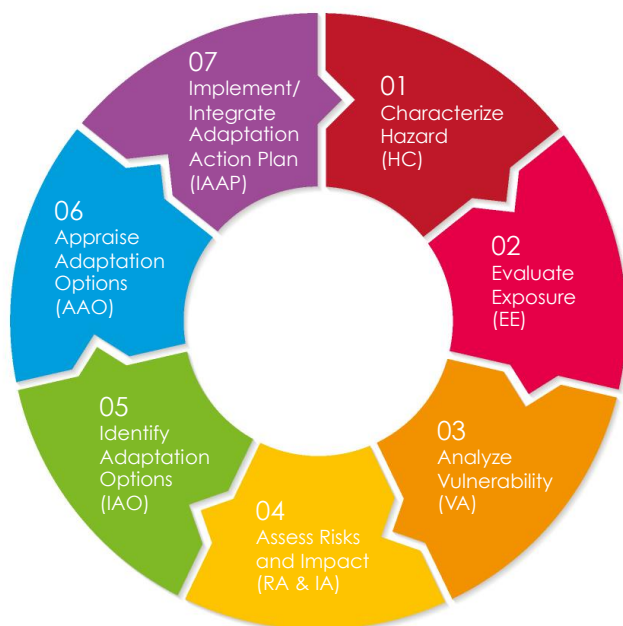 01
Characterize
Hazard
(HC)
02
Evaluate
Exposure
(EE)
03
Analyze
Vulnerability
(VA)
04
Assess Risks
and Impact
(RA & IA)
05
Identify
Adaptation
Options
(IAO)
06
Appraise
Adaptation
Options
(AAO)
07
Implement/
Integrate
Adaptation
Action Plan
(IAAP)